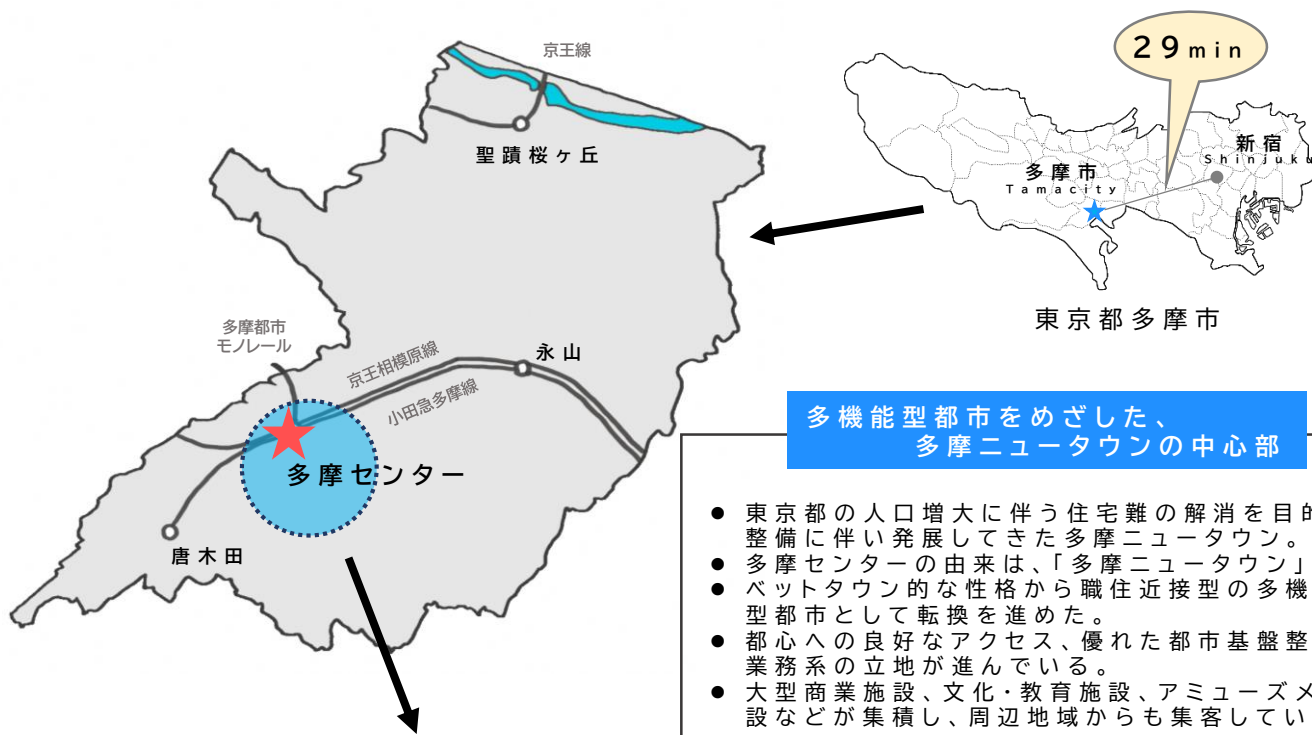 京王線
聖蹟桜ヶ丘
多摩都市
モノレール
京王相模原線
小田急多摩線
永山
多摩センター
唐木田
29min
新宿
Shinjuku
多摩市
Tamacity
東京都多摩市
多機能型都市をめざした、
多摩ニュータウンの中心部
● 東京都の人口増大に伴う住宅難の解消を目的
整備に伴い発展してきた多摩ニュータウン。
● 多摩センターの由来は、「多摩ニュータウン」
● ベットタウン的な性格から職住近接型の多機
型都市として転換を進めた。
● 都心への良好なアクセス、優れた都市基盤整
業務系の立地が進んでいる。
● 大型商業施設、文化・教育施設、アミューズメ
設などが集積し、周辺地域からも集客してい